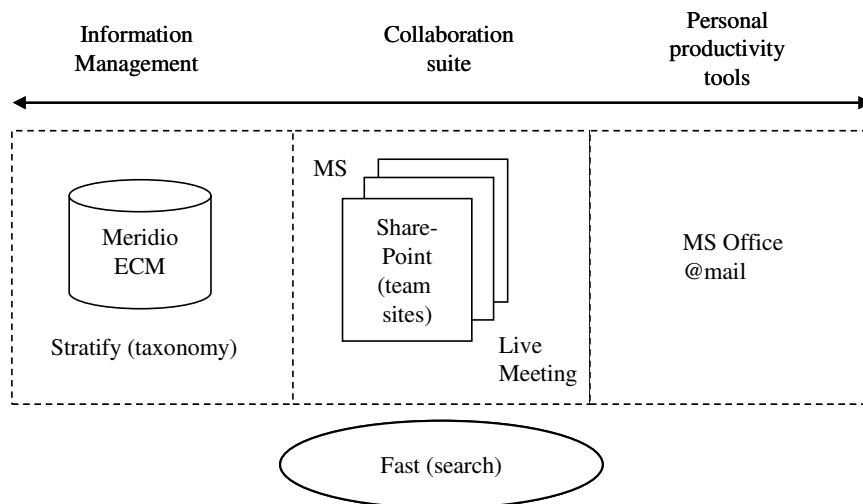 Information
Management
Collaboration
suite
Personal
productivity
tools
Meridio
ECM
Stratify (taxonomy)
MS
Share-
Point
(team
sites)
Live
Meeting
MS Office
@mail
Fast (search)